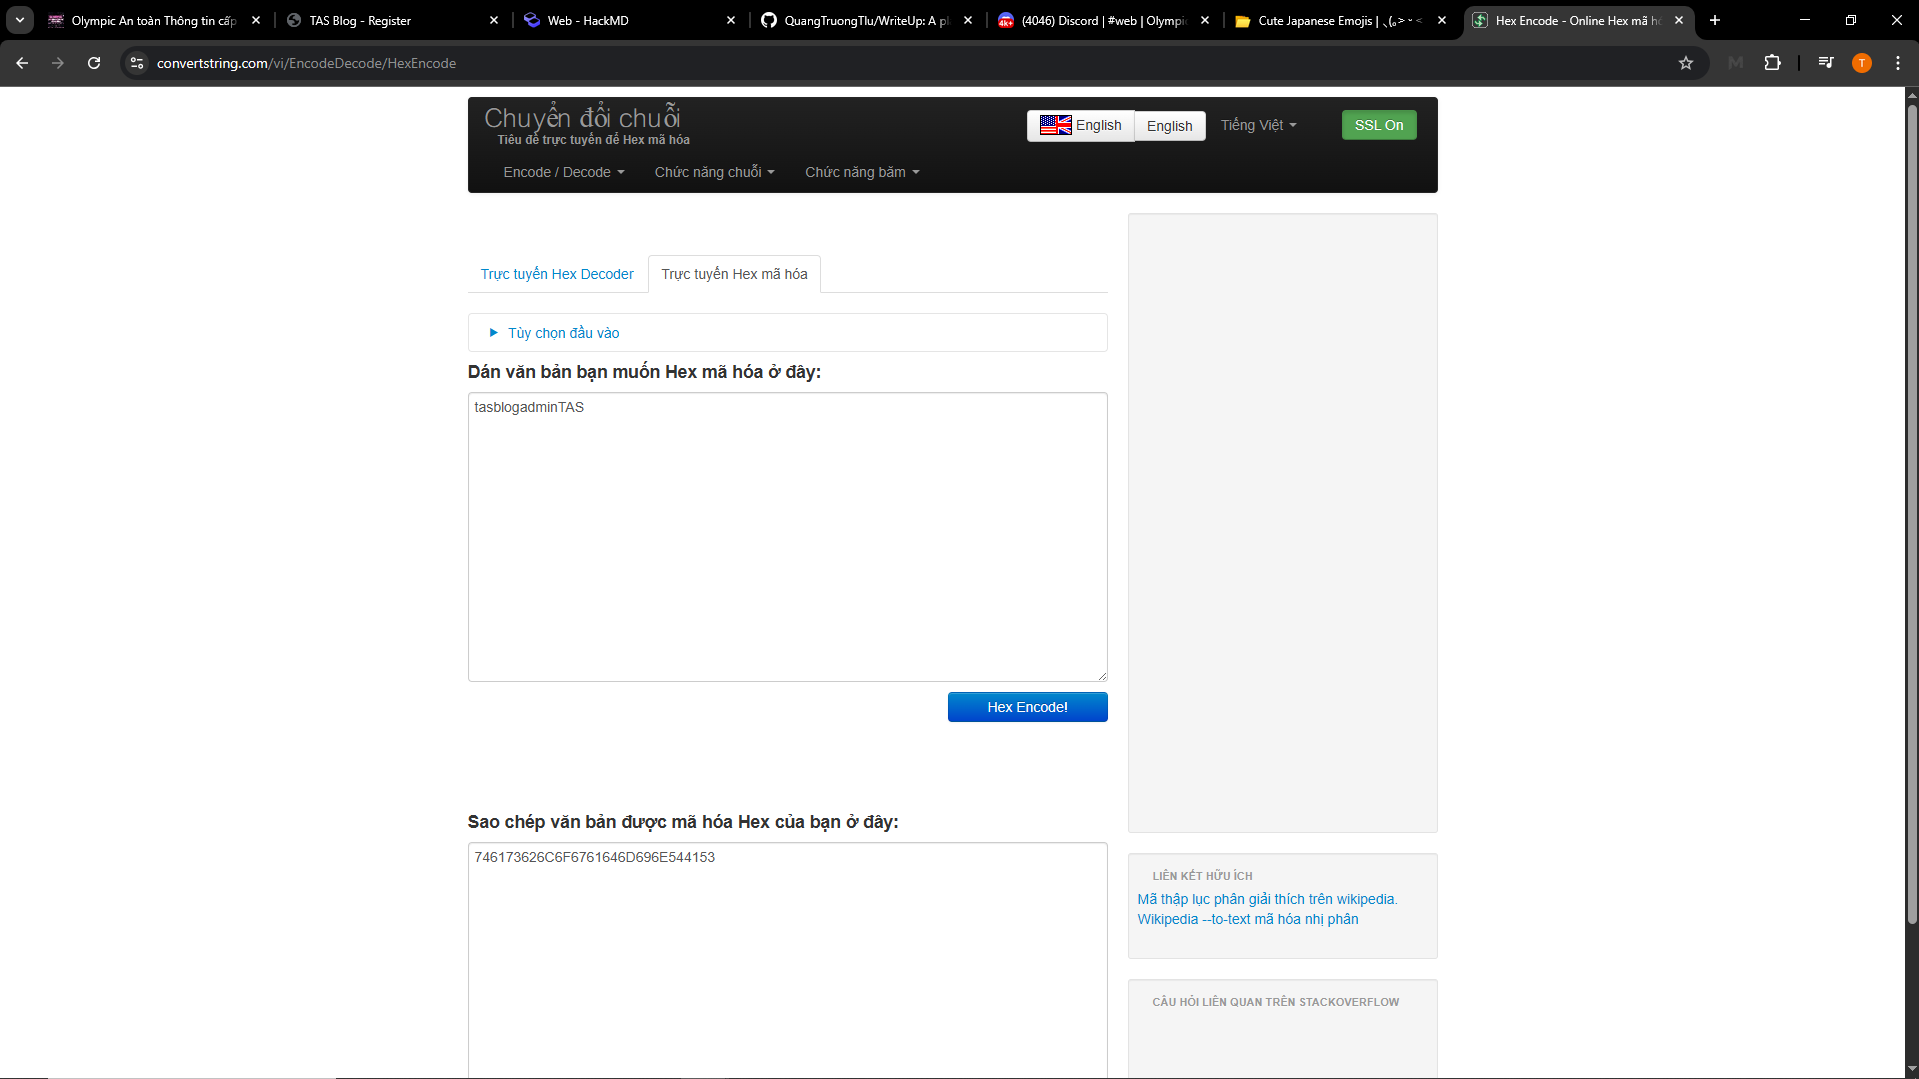 Olympic An toàn Thông tin cấp
TAS Blog - Register
Web - HackMD
QuangTruongTlu/WriteUp: A pl
(4046) Discord | #web | Olympi
Cute Japanese Emojis |
Hex Encode - Online Hex mã h
convertstring.com/vi/EncodeDecode/HexEncode
T
Chuyển đổi chuỗi
Tiêu đề trực tuyến để Hex mã hóa
English
English
Tiếng Việt
SSL On
Encode / Decode
Chức năng chuỗi
Chức năng băm
Trực tuyến Hex Decoder
Trực tuyến Hex mã hóa
Tùy chọn đầu vào
Dán văn bản bạn muốn Hex mã hóa ở đây:
tasblogadminTAS
Hex Encode!
Sao chép văn bản được mã hóa Hex của bạn ở đây:
746173626C6F6761646D696E544153
LIÊN KẾT HỮU ÍCH
Mã thập lục phân giải thích trên wikipedia.
Wikipedia --to-text mã hóa nhị phân
CÂU HỎI LIÊN QUAN TRÊN STACKOVERFLOW